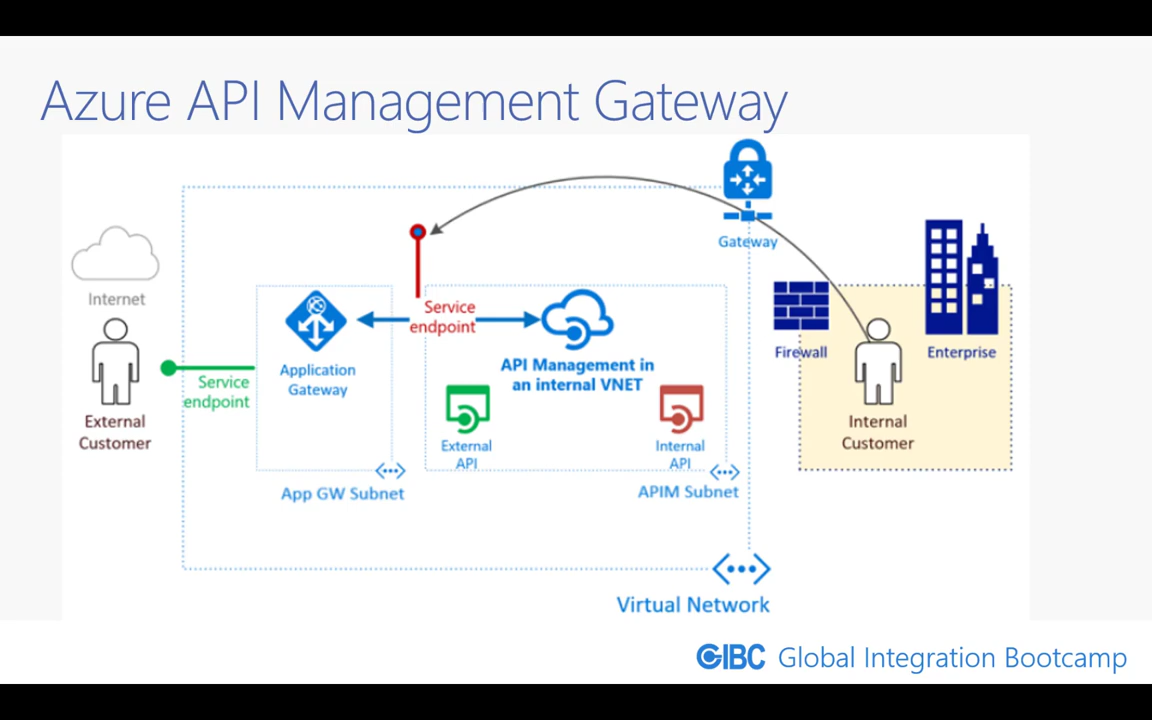 Azure API Management Gateway
Gateway
Internet
Service
endpoint
Firewall
Enterprise
Application
Gateway
API Management in
an internal VNET
Service
endpoint
External
Customer
External
API
Internal
API
Internal
Customer
App GW Subnet
APIM Subnet
Virtual Network
GIBC Global Integration Bootcamp